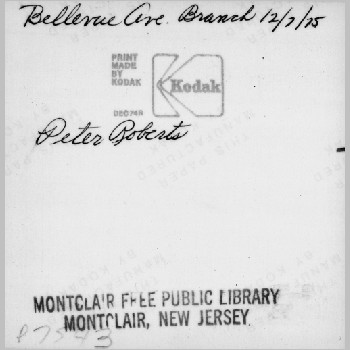 Bellevue Ave. Branch 12/7/75
PRINT
MADE
BY
KODAK
Kodak
Peter Roberts
MONTCLAIR FREE PUBLIC LIBRARY
MONTCLAIR, NEW JERSEY